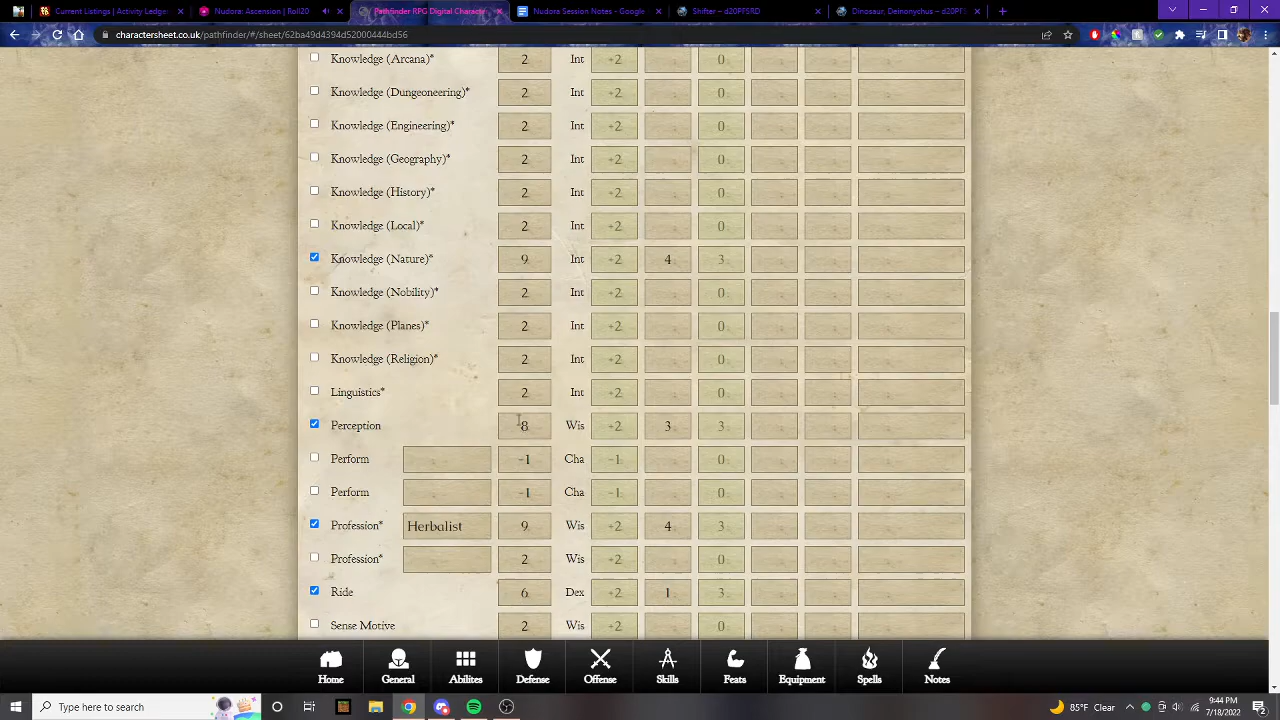 Current Listings | Activity Ledger
Nudora: Ascension | Roll20
Pathfinder RPG Digital Character
Nudora Session Notes - Google
Shifter – d20PFSRD
Dinosaur, Deinonychus – d20PF
charactersheet.co.uk/pathfinder/#/sheet/62ba49d4394d52000444bd56
Knowledge (Arcana)* 2 Int +2 0
Knowledge (Dungeoneering)* 2 Int +2 0
Knowledge (Engineering)* 2 Int +2 0
Knowledge (Geography)* 2 Int +2 0
Knowledge (History)* 2 Int +2 0
Knowledge (Local)* 2 Int +2 0
Knowledge (Nature)* 9 Int +2 4 3
Knowledge (Nobility)* 2 Int +2 0
Knowledge (Planes)* 2 Int +2 0
Knowledge (Religion)* 2 Int +2 0
Linguistics* 2 Int +2 0
Perception 8 Wis +2 3 3
Perform -1 Cha -1 0
Perform -1 Cha -1 0
Profession* Herbalist 9 Wis +2 4 3
Profession* 2 Wis +2 0
Ride 6 Dex +2 1 3
Sense Motive 2 Wis +2 0
Home General Abilites Defense Offense Skills Feats Equipment Spells Notes
Type here to search
85°F Clear
9:44 PM
7/18/2022
2